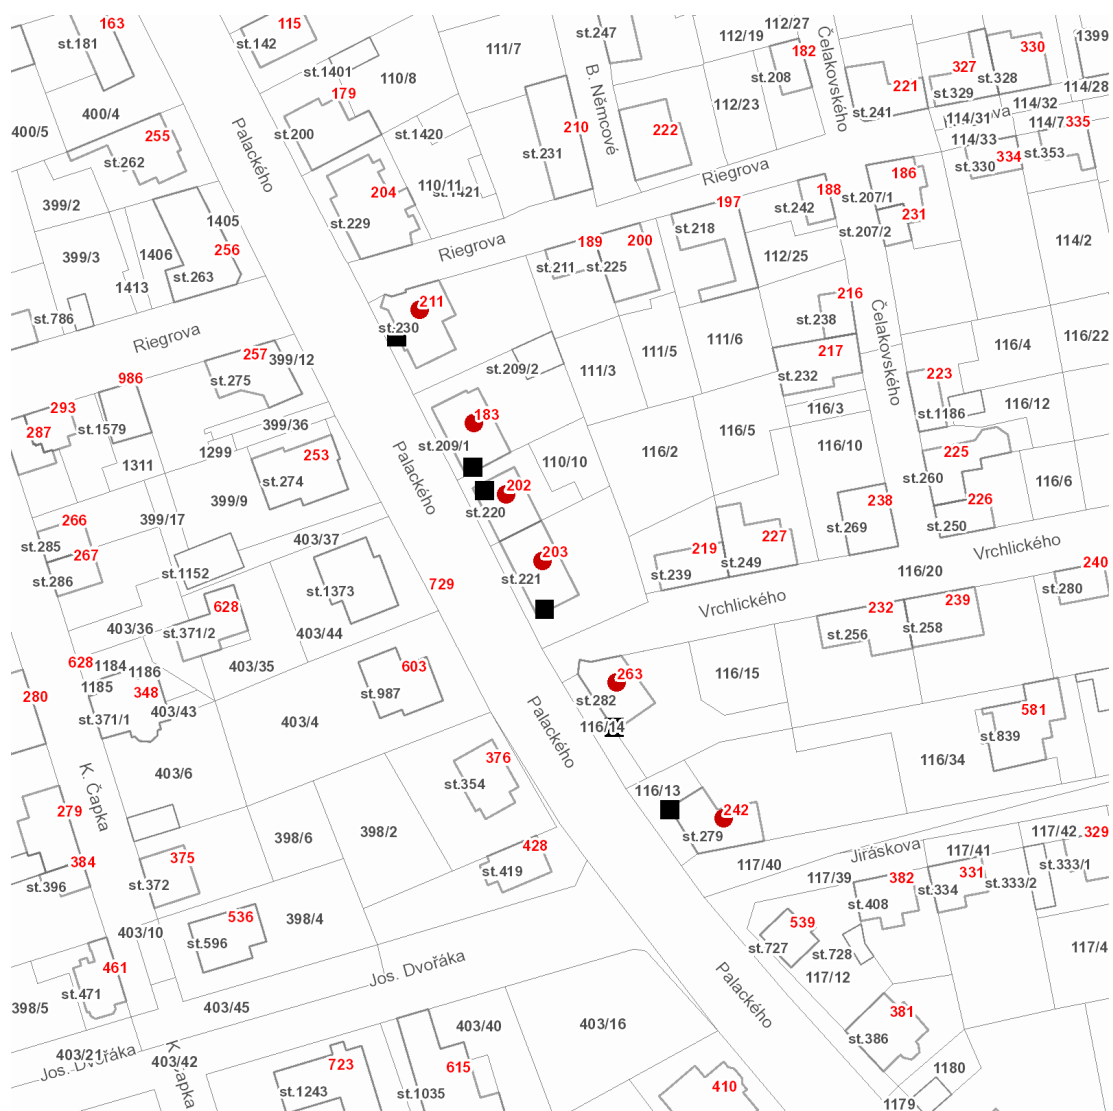 163
115
st.181
st.142
111/7
st.247
112/19
112/27
182
Čelakovského
330
1399
st.1401
110/8
179
st.208
327
st.328
221
st.329
114/28
400/4
400/5
st.200
st.1420
B. Němcové
112/23
st.241
114/32
114/31
114/7
335
255
st.262
Palackého
210
222
st.231
114/33
334
st.330
st.353
399/2
204
110/11
st.1421
Riegrova
188
186
st.207/1
1405
st.229
197
st.242
231
st.218
st.207/2
399/3
1406
256
Riegrova
189
200
114/2
1413
st.263
st.211
st.225
112/25
st.786
211
216
Riegrova
st.230
st.238
Čelakovského
257
399/12
st.275
st.209/2
111/5
111/6
217
116/4
116/22
986
111/3
st.232
223
293
287
st.1579
399/36
183
116/3
st.1186
116/12
1299
253
st.209/1
116/5
116/10
1311
st.274
Palackého
110/10
116/2
225
399/9
202
st.260
116/6
266
399/17
st.220
238
226
st.285
267
403/37
203
st.269
st.250
st.286
st.1152
st.221
219
227
Vrchlického
729
st.239
st.249
116/20
240
st.1373
Vrchlického
st.280
628
403/36
st.371/2
403/44
232
239
st.256
st.258
628
1184
1186
403/35
603
263
116/15
1185
348
280
st.987
st.282
403/43
st.371/1
403/4
Palackého
116/14
581
st.839
403/6
376
116/34
st.354
116/13
279
K. Čapka
242
398/6
398/2
st.279
117/42
329
384
375
428
Jiráskova
117/41
117/40
st.333/1
st.396
st.372
st.419
117/39
382
331
st.334
st.333/2
st.408
536
398/4
539
403/10
st.596
st.727
st.728
117/4
461
Jos. Dvořáka
117/12
st.471
Palackého
398/5
403/45
381
403/40
403/16
st.386
403/21
Jos. Dvořáka
403/42
K. Čapka
723
615
1180
410
st.1243
st.1035
1179